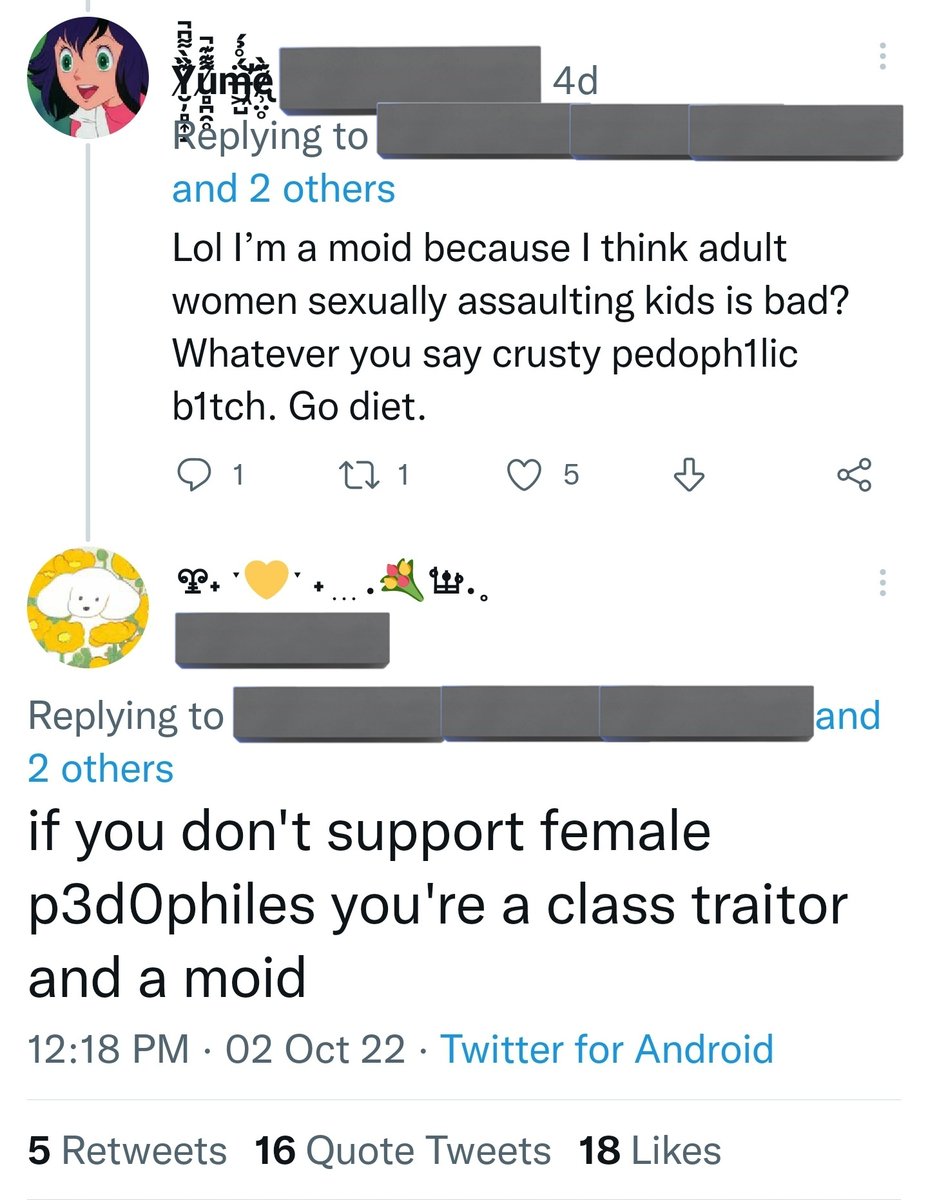 Yume 4d
Replying to
and 2 others
Lol I’m a moid because I think adult
women sexually assaulting kids is bad?
Whatever you say crusty pedoph1lic
b1tch. Go diet.
1 1 5
Replying to and
2 others
if you don't support female
p3d0philes you're a class traitor
and a moid
12:18 PM · 02 Oct 22 · Twitter for Android
5 Retweets 16 Quote Tweets 18 Likes